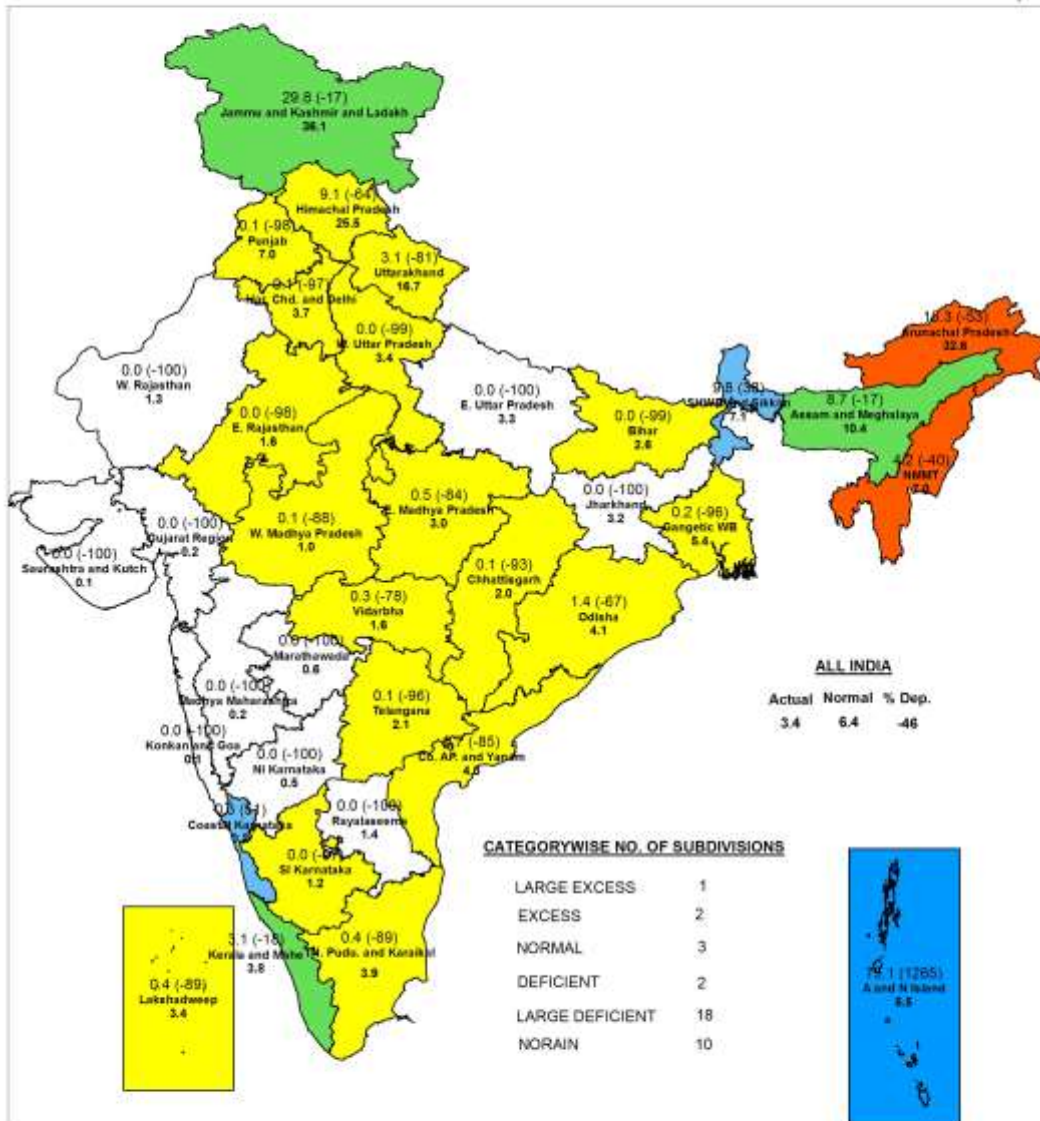 29.8 (-17)
Jammu and Kashmir and Ladakh
36.1
9.1 (-64)
Himachal Pradesh
25.5
0.1 (-98)
Punjab
7.0
3.1 (-81)
Uttarakhand
16.7
(-97)
Har. Chd. and Delhi
3.7
0.0 (-99)
W. Uttar Pradesh
3.4
0.0 (-100)
W. Rajasthan
1.3
0.0 (-98)
E. Rajasthan
1.6
0.0 (-100)
E. Uttar Pradesh
3.3
0.0 (-99)
Bihar
2.6
Arunachal Pradesh
8.7 (-17)
Assam and Meghalaya
10.4
(-40)
NMMT
7.0
7.1
0.0 (-100)
Jharkhand
3.2
0.2 (-96)
Gangetic WB
5.4
0.5 (-84)
E. Madhya Pradesh
3.0
0.1 (-88)
W. Madhya Pradesh
1.0
0.0 (-100)
Gujarat Region
0.2
0.0 (-100)
Saurashtra and Kutch
0.1
0.1 (-93)
Chhattisgarh
2.0
1.4 (-67)
Odisha
4.1
0.3 (-78)
Vidarbha
1.6
0.0 (-100)
Marathawada
0.6
0.0 (-100)
Madhya Maharashtra
0.2
0.0 (-100)
Konkan and Goa
0.1
0.1 (-96)
Telangana
2.1
(-85)
Co. AP. and Yanam
0.0 (-100)
NI Karnataka
0.5
0.0 (-100)
Rayalaseema
1.4
Coastal Karnataka
0.0
SI Karnataka
1.2
0.4 (-89)
TN. Pudu. and Karaikal
3.9
3.1 (-18)
Kerala and Mahe
3.8
0.4 (-89)
Lakshadweep
3.4
(1265)
A and N Island
ALL INDIA
Actual Normal % Dep.
3.4 6.4 -46
CATEGORYWISE NO. OF SUBDIVISIONS
LARGE EXCESS 1
EXCESS 2
NORMAL 3
DEFICIENT 2
LARGE DEFICIENT 18
NORAIN 10